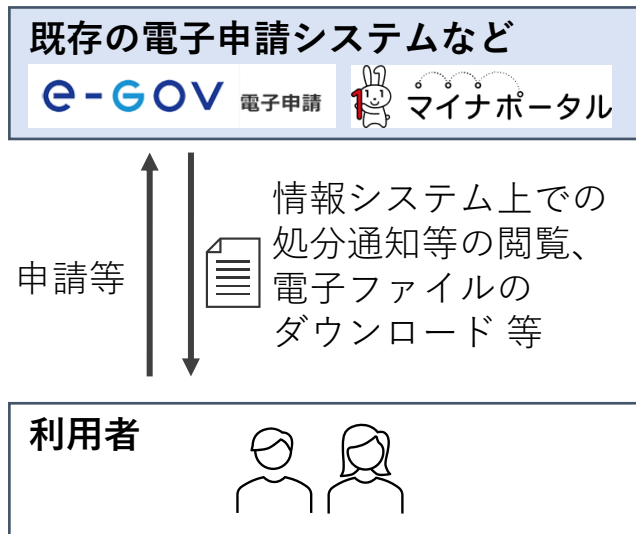 既存の電子申請システムなど
e-GOV 電子申請
1 マイナポータル
申請等
情報システム上での
処分通知等の閲覧、
電子ファイルの
ダウンロード 等
利用者